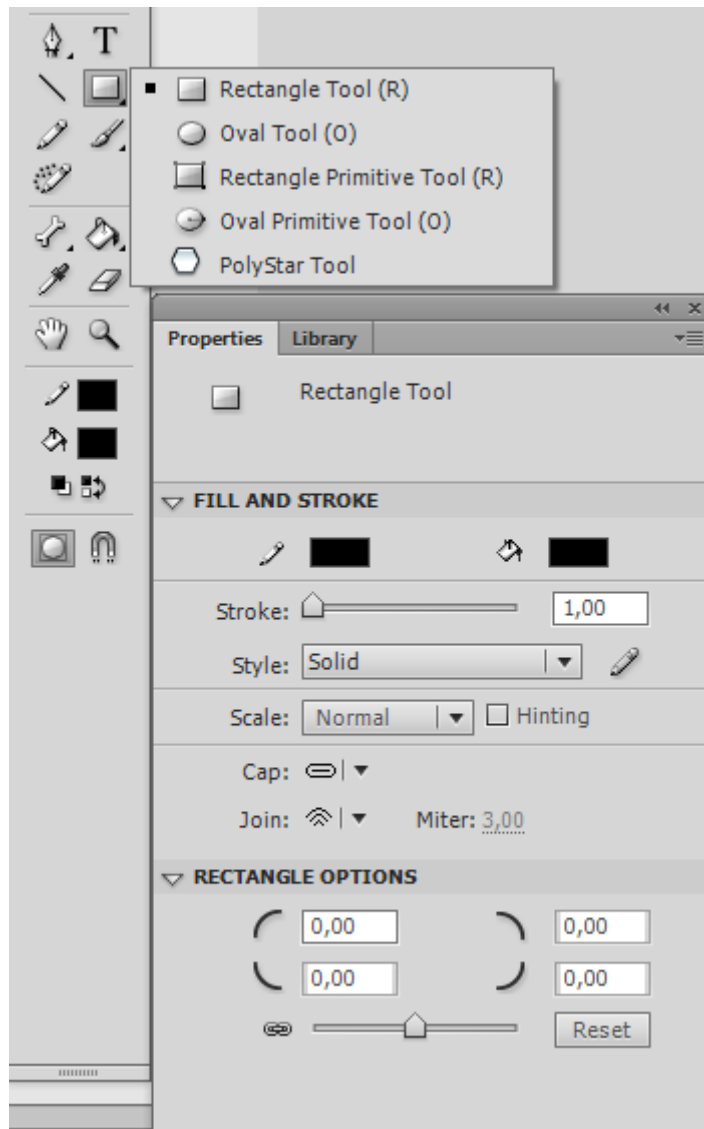 T
Rectangle Tool (R)
Oval Tool (O)
Rectangle Primitive Tool (R)
Oval Primitive Tool (O)
PolyStar Tool
Properties Library
Rectangle Tool
FILL AND STROKE
Stroke: 1,00
Style: Solid
Scale: Normal Hinting
Cap:
Join: Miter: 3,00
RECTANGLE OPTIONS
0,00 0,00
0,00 0,00
Reset